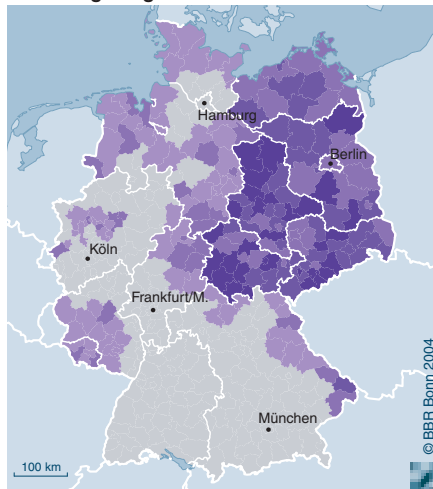 Hamburg
Berlin
Köln
Frankfurt/M.
München
100 km
© BBR Bonn 2004